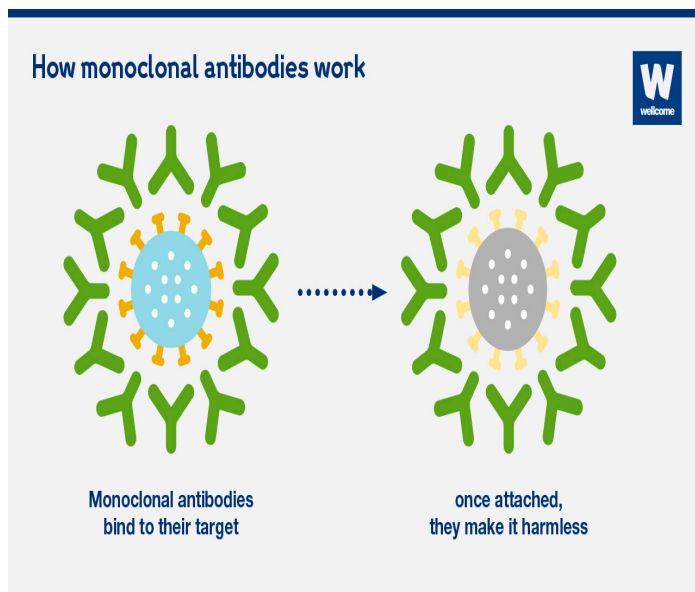 How monoclonal antibodies work
W
wellcome
Monoclonal antibodies
bind to their target
once attached,
they make it harmless